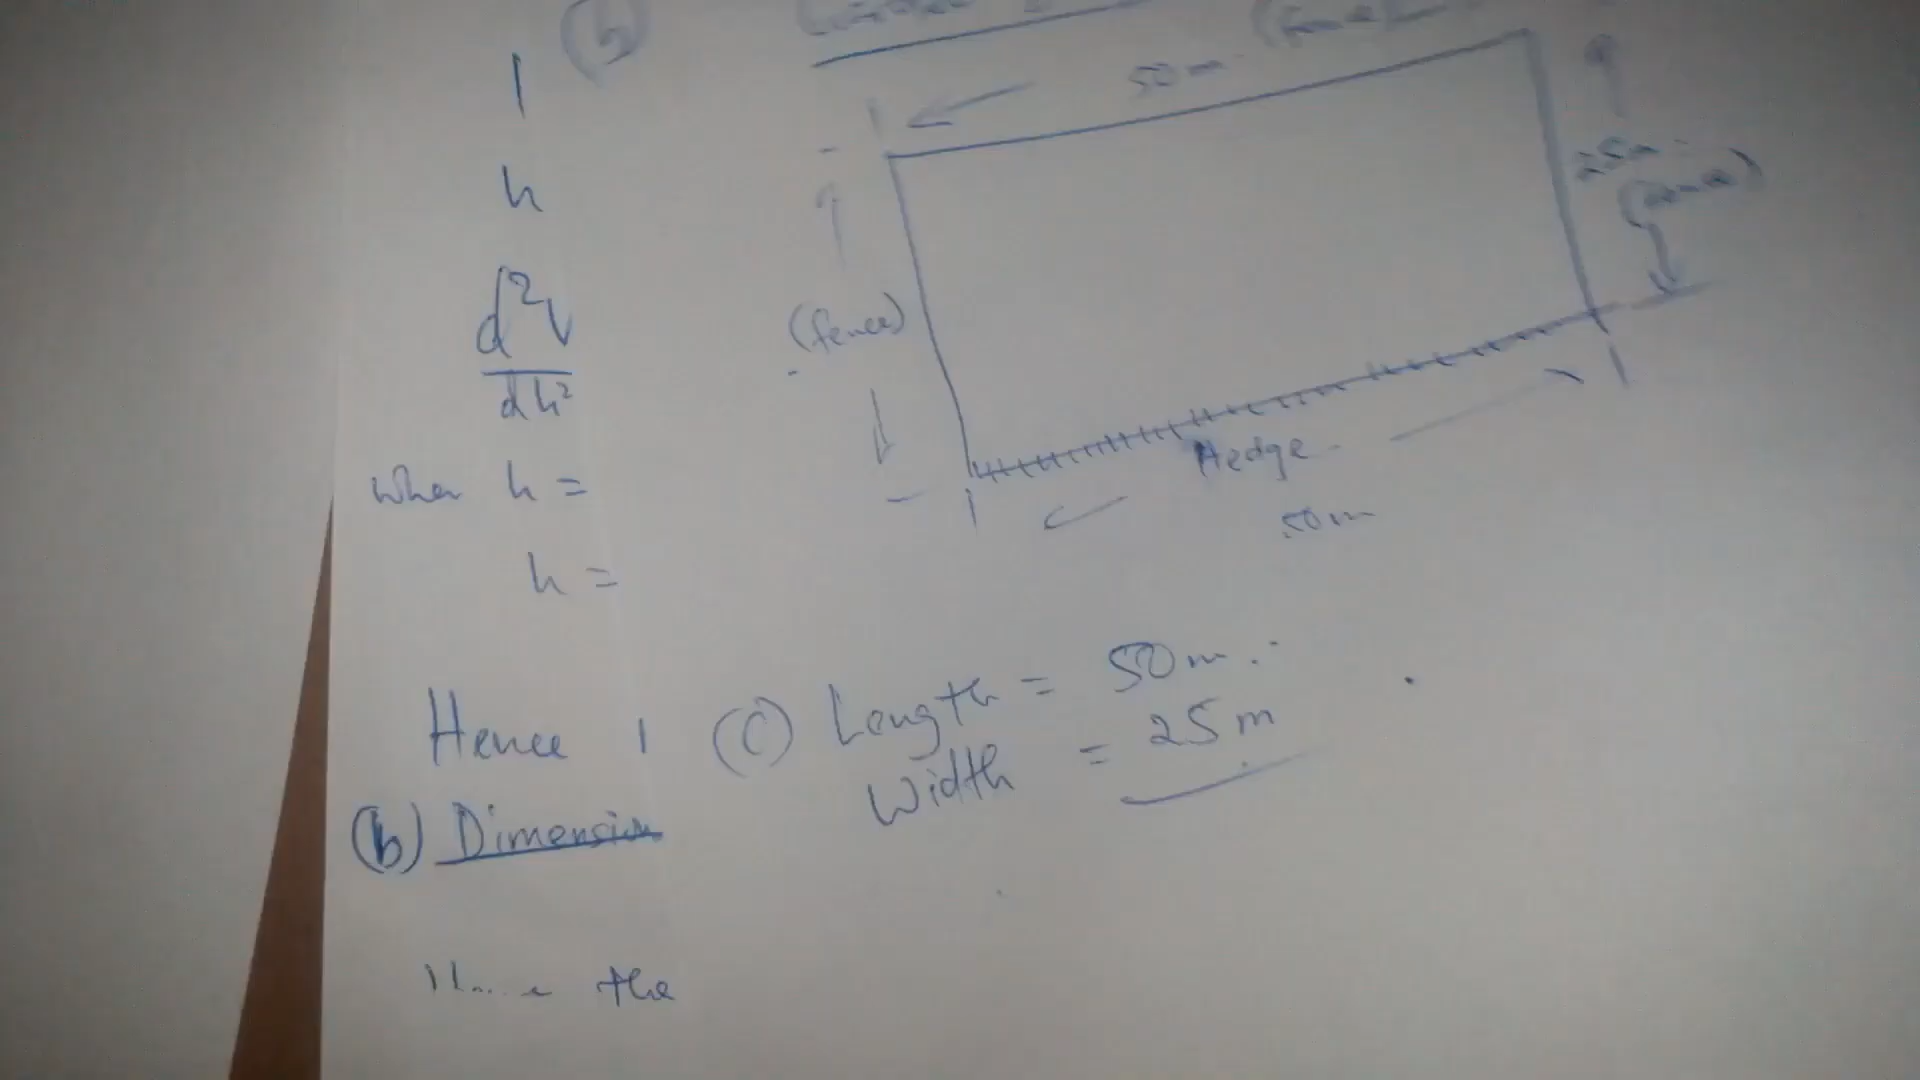 (b)
50m
25m
h
(fence)
d²V
dh²
Hedge
50m
when h =
h =
(C) Length = 50m.
Width = 25m
Hence
(b) Dimension
the